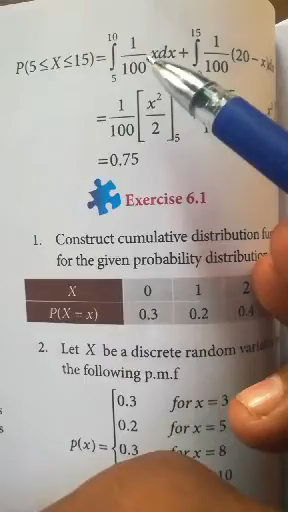 P(5≤X≤15)=∫₅¹⁰ 1/100 xdx+∫¹⁵ 1/100 (20−x)dx
= 1/100 [x²/2]₅
=0.75
Exercise 6.1
1. Construct cumulative distribution
for the given probability
X 0 1 2
P(X = x) 0.3 0.2 0.4
2. Let X be a discrete random
the following p.m.f
0.3 for x = 3
0.2 for x = 5
p(x)= 0.3 for x = 8
10